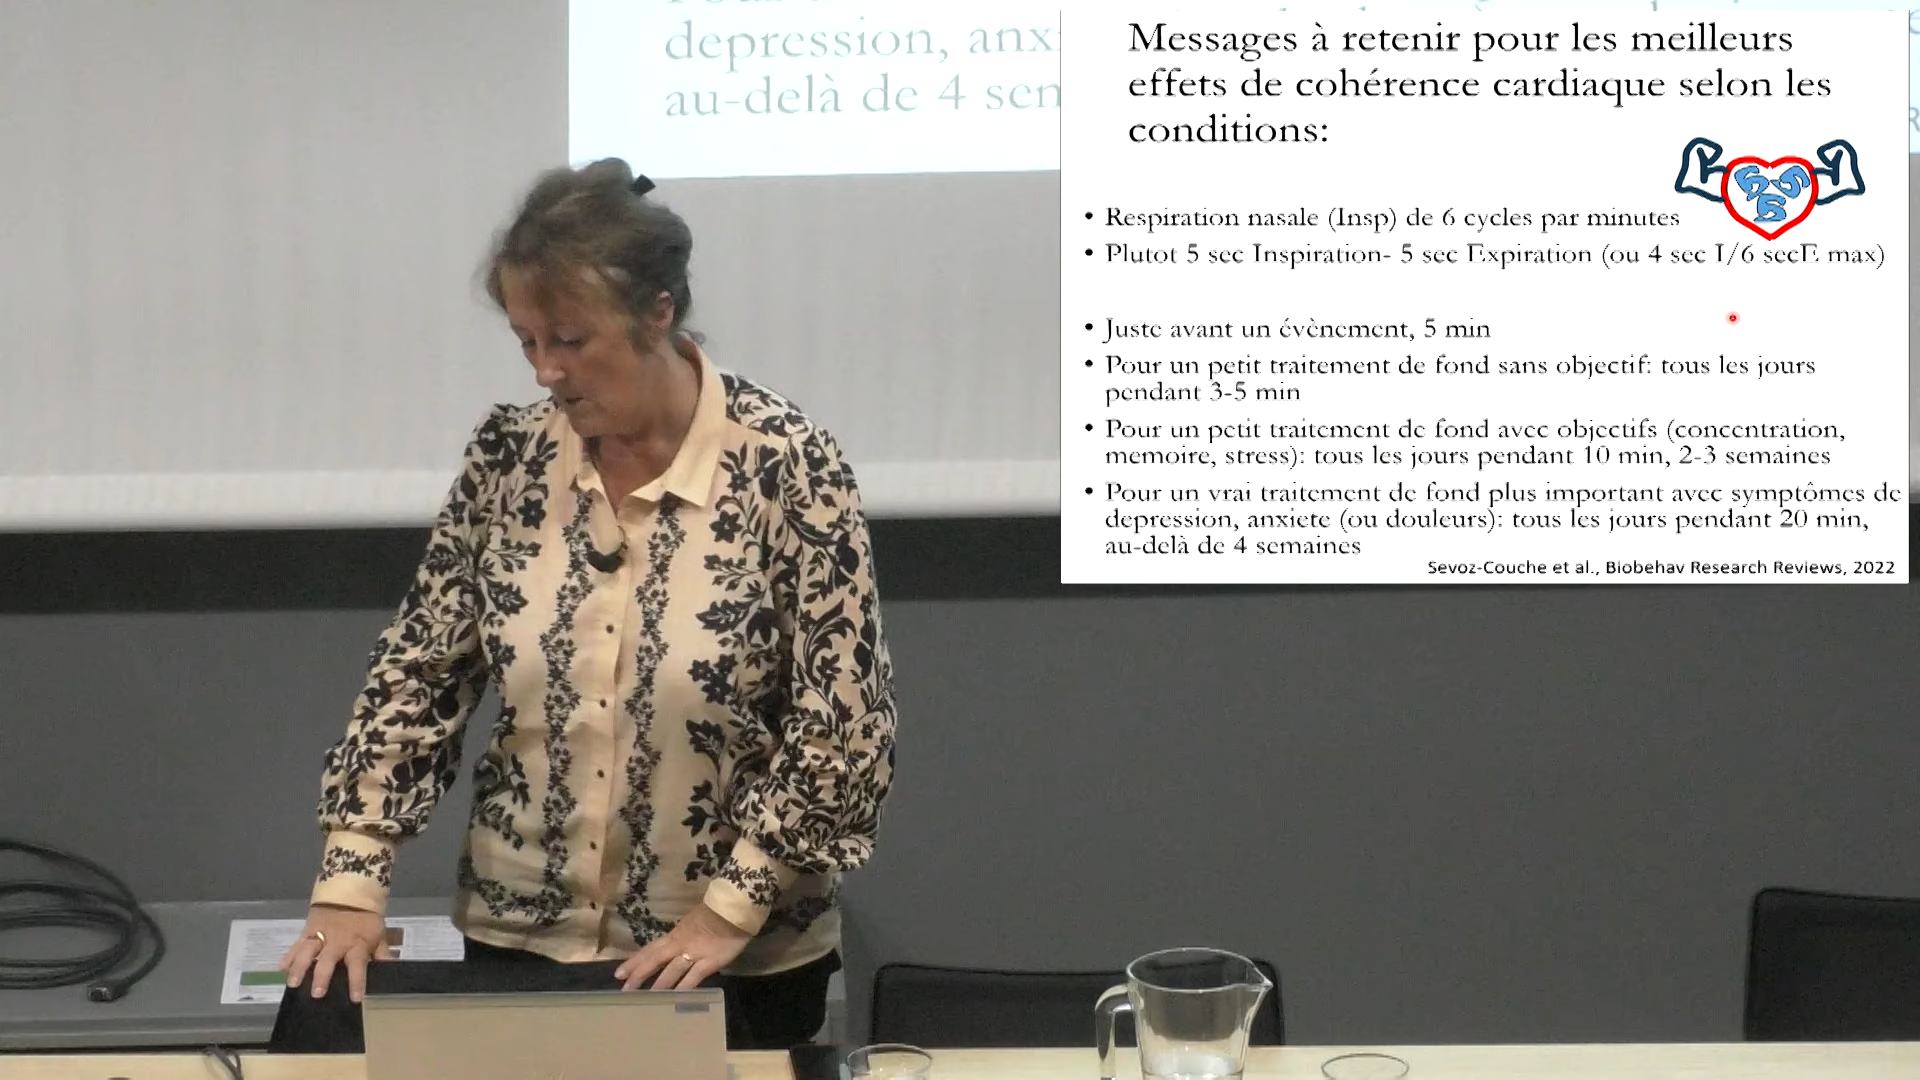 depression, anx
au-delà de 4 sen
Messages à retenir pour les meilleurs
effets de cohérence cardiaque selon les
conditions:
• Respiration nasale (Insp) de 6 cycles par minutes
• Plutot 5 sec Inspiration- 5 sec Expiration (ou 4 sec I/6 secE max)
• Juste avant un évènement, 5 min
• Pour un petit traitement de fond sans objectif: tous les jours
pendant 3-5 min
• Pour un petit traitement de fond avec objectifs (concentration,
memoire, stress): tous les jours pendant 10 min, 2-3 semaines
• Pour un vrai traitement de fond plus important avec symptômes de
depression, anxiete (ou douleurs): tous les jours pendant 20 min,
au-delà de 4 semaines
Sevoz-Couche et al., Biobehav Research Reviews, 2022